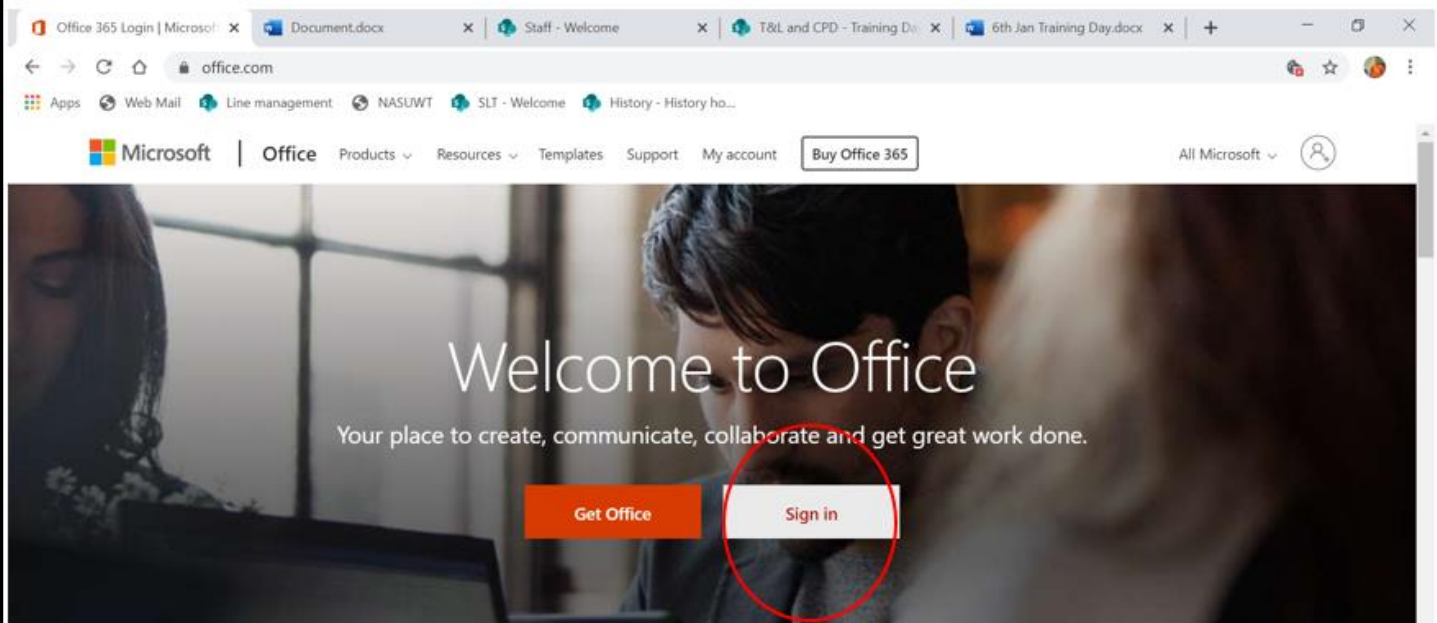 Office 365 Login | Microsof
Document.docx
Staff - Welcome
T&L and CPD - Training Da
6th Jan Training Day.docx
office.com
Apps Web Mail Line management NASUWT SLT - Welcome History - History ho...
Microsoft | Office Products Resources Templates Support My account Buy Office 365 All Microsoft
Welcome to Office
Your place to create, communicate, collaborate and get great work done.
Get Office Sign in